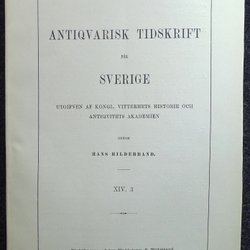 ANTIQVARISK TIDSKRIFT
FÖR
SVERIGE
UTGIFVEN AF KONGL. VITTERHETS HISTORIE OCH
ANTIQVITETS AKADEMIEN
GENOM
HANS HILDEBRAND.
XIV. 3